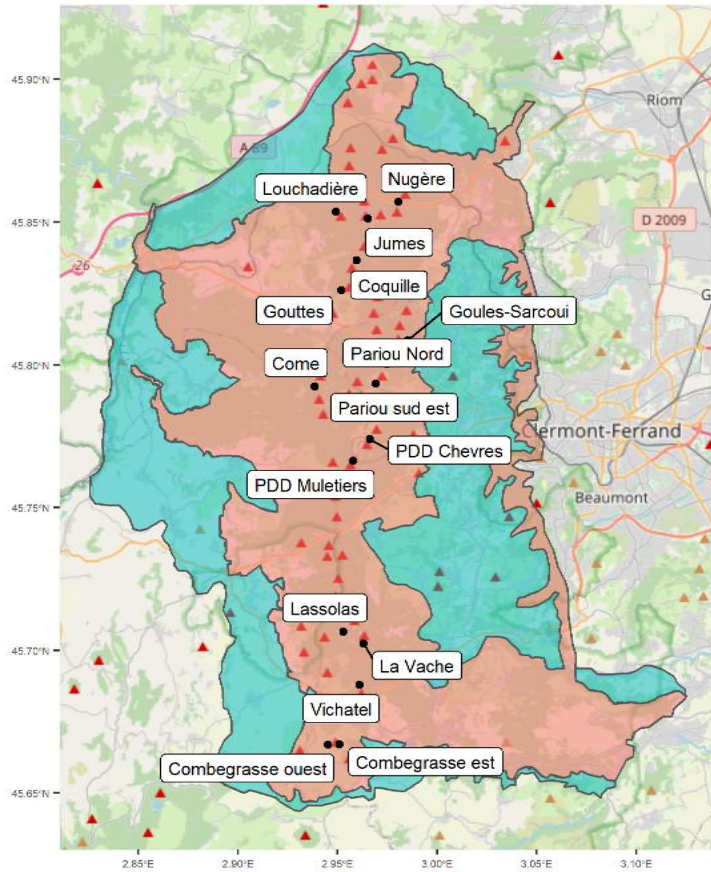 45.90°N
Riom
A 89
Louchadière
Nugère
45.85°N
D 2009
26
Jumes
Coquille
Gouttes
Goules-Sarcoui
45.80°N
Come
Pariou Nord
Pariou sud est
Clermont-Ferrand
PDD Chevres
PDD Muletiers
Beaumont
45.75°N
Lassolas
45.70°N
La Vache
Vichatel
Combegrasse ouest
Combegrasse est
45.65°N
2.85°E
2.90°E
2.95°E
3.00°E
3.05°E
3.10°E